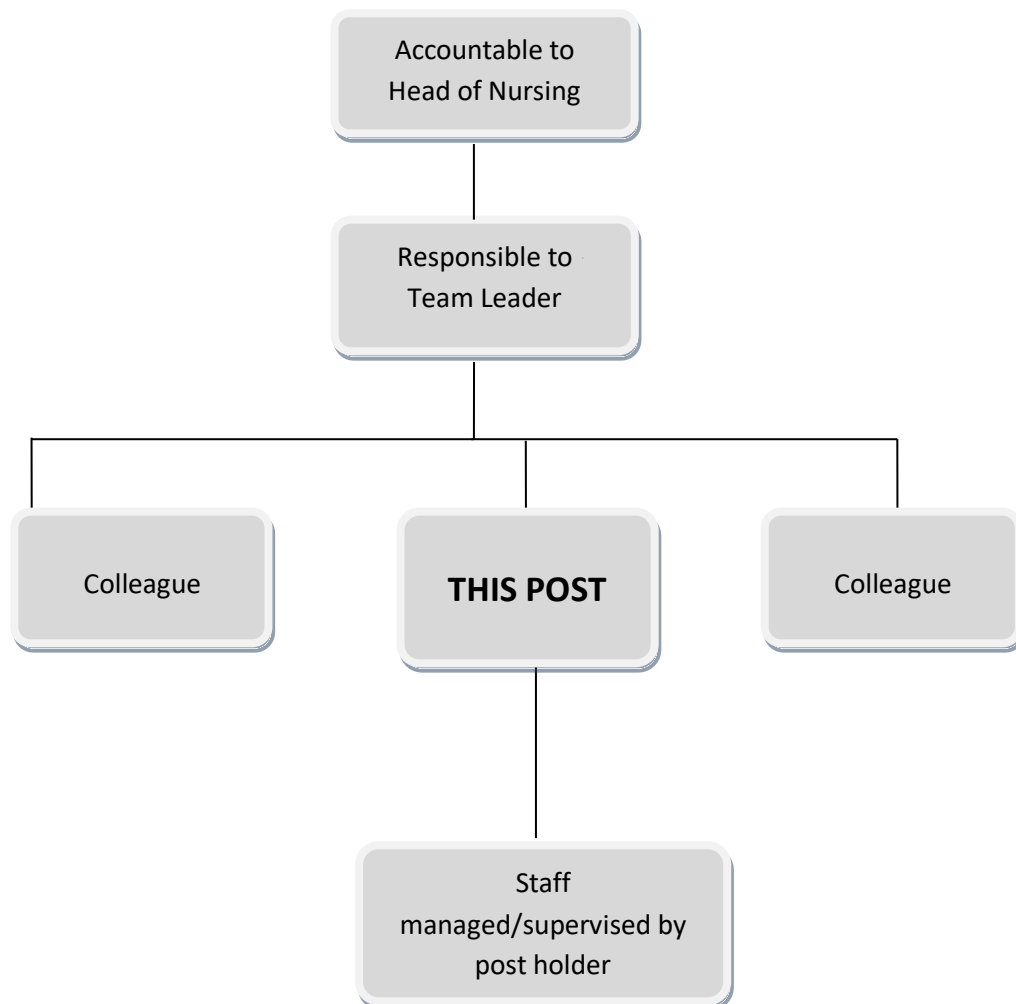 Accountable to
Head of Nursing
Responsible to
Team Leader
Colleague
THIS POST
Colleague
Staff
managed/supervised by
post holder